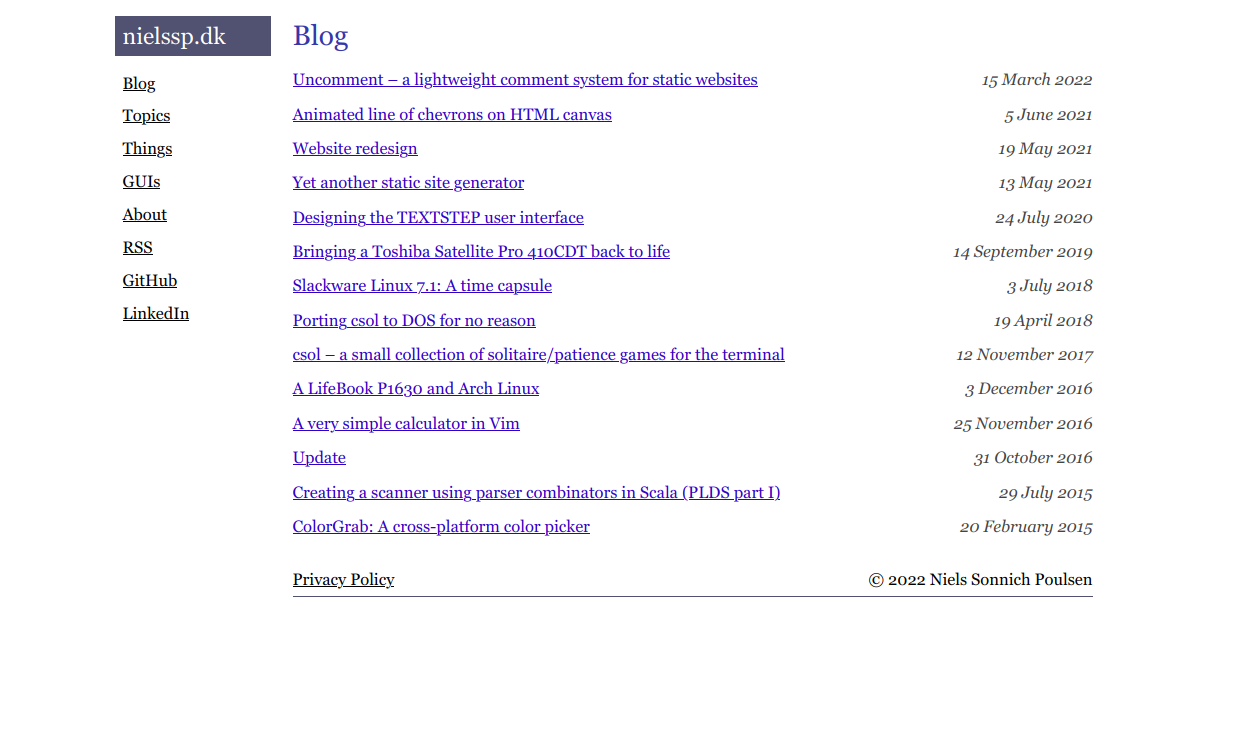 nielssp.dk
Blog
Topics
Things
GUIs
About
RSS
GitHub
LinkedIn
Blog
Uncomment – a lightweight comment system for static websites 15 March 2022
Animated line of chevrons on HTML canvas 5 June 2021
Website redesign 19 May 2021
Yet another static site generator 13 May 2021
Designing the TEXTSTEP user interface 24 July 2020
Bringing a Toshiba Satellite Pro 410CDT back to life 14 September 2019
Slackware Linux 7.1: A time capsule 3 July 2018
Porting csol to DOS for no reason 19 April 2018
csol – a small collection of solitaire/patience games for the terminal 12 November 2017
A LifeBook P1630 and Arch Linux 3 December 2016
A very simple calculator in Vim 25 November 2016
Update 31 October 2016
Creating a scanner using parser combinators in Scala (PLDS part I) 29 July 2015
ColorGrab: A cross-platform color picker 20 February 2015
Privacy Policy © 2022 Niels Sonnich Poulsen